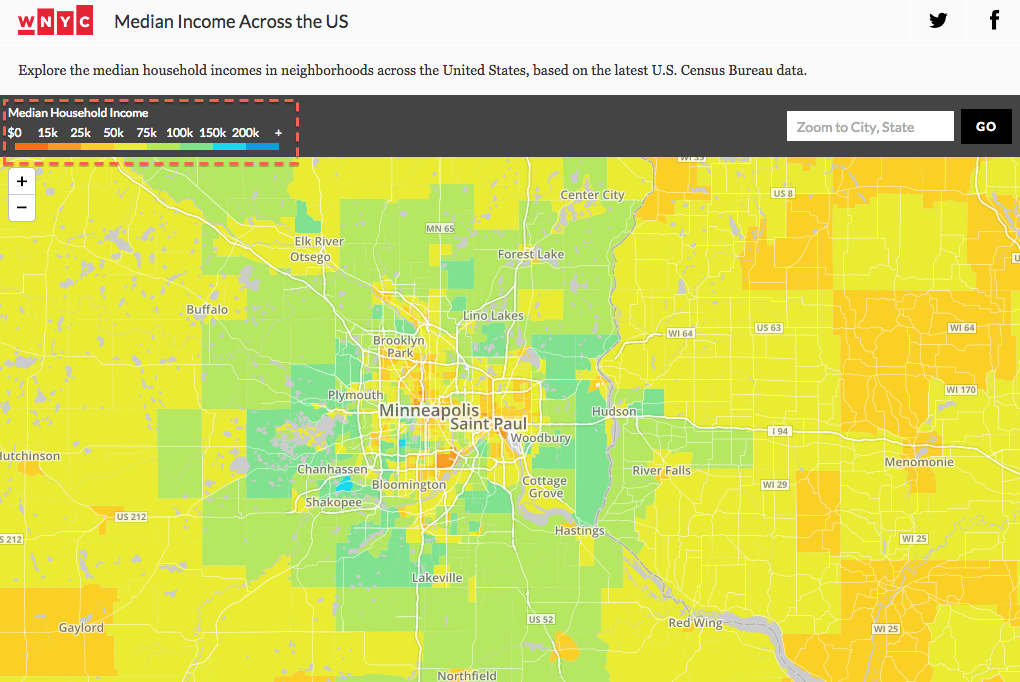 WNYC
Median Income Across the US
Explore the median household incomes in neighborhoods across the United States, based on the latest U.S. Census Bureau data.
Median Household Income
$0 15k 25k 50k 75k 100k 150k 200k +
Zoom to City, State
GO
+
−
WI 35
Center City
US 8
MN 65
Elk River
Otsego
Forest Lake
Buffalo
Lino Lakes
WI 64
US 63
WI 64
Brooklyn
Park
Plymouth
WI 170
Minneapolis
Hudson
Saint Paul
I 94
Woodbury
Hutchinson
Menomonie
Chanhassen
River Falls
Bloomington
Cottage
Grove
WI 29
Shakopee
US 212
Hastings
S 212
WI 25
Lakeville
US 52
Red Wing
Gaylord
WI 25
Northfield